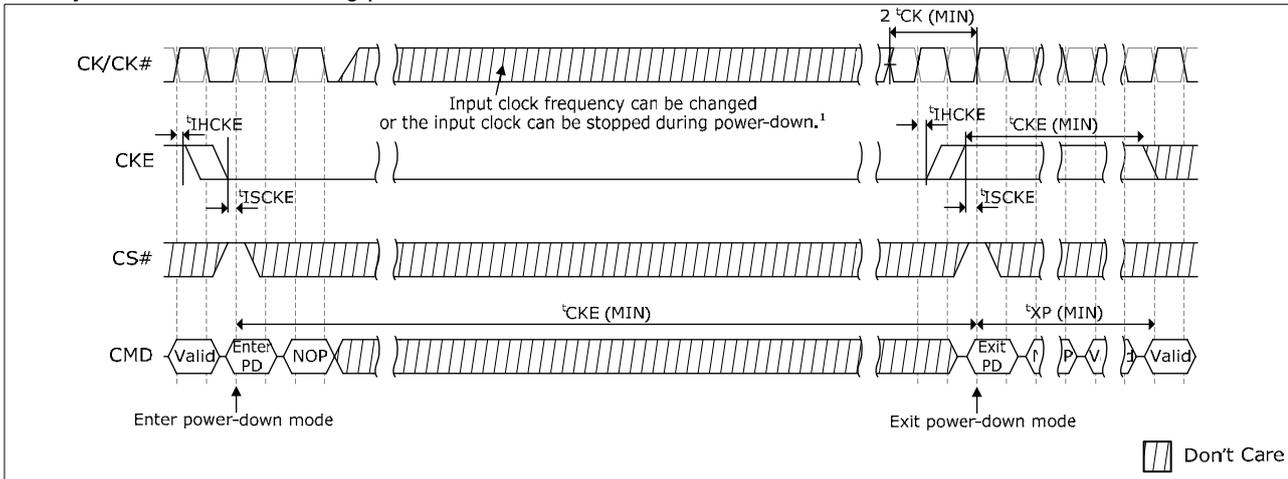 2 tCK (MIN)
CK/CK#
Input clock frequency can be changed
or the input clock can be stopped during power-down.1
tIHCKE
tIHCKE
tCKE (MIN)
CKE
tISCKE
tISCKE
CS#
tCKE (MIN)
tXP (MIN)
CMD
Valid
Enter
PD
NOP
Exit
PD
P
V
Valid
Enter power-down mode
Exit power-down mode
Don't Care